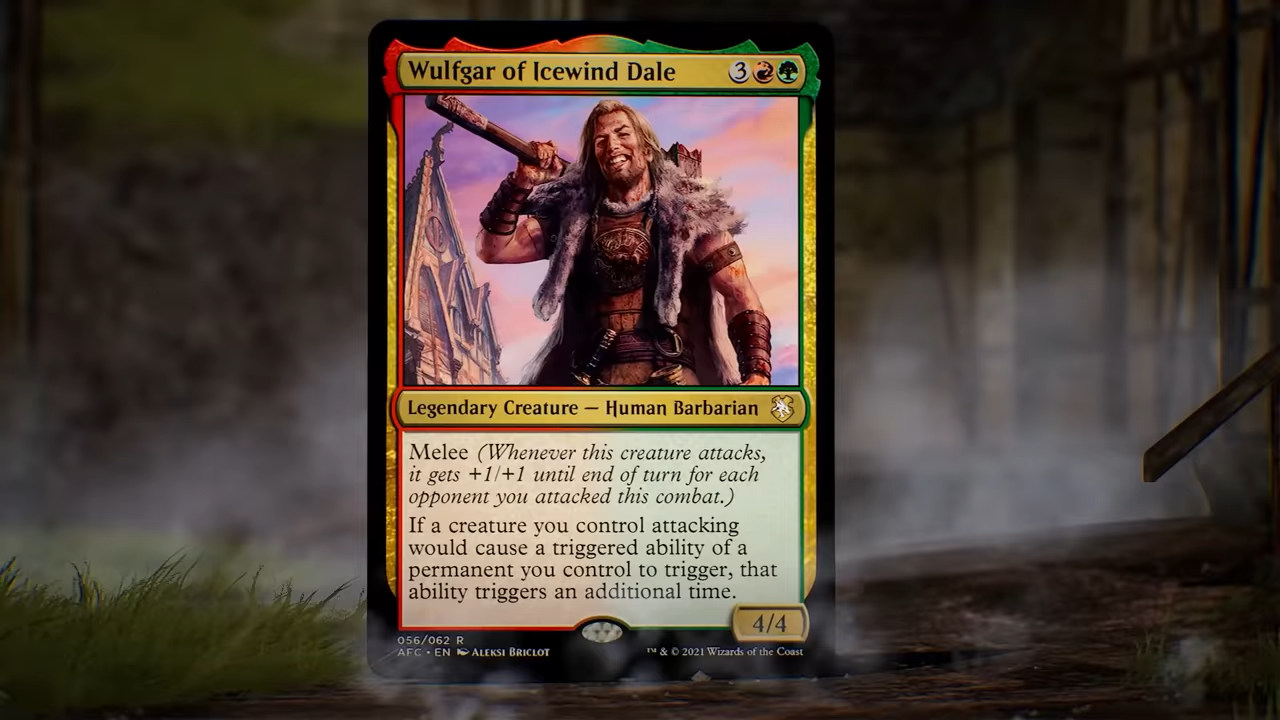 Wulfgar of Icewind Dale 3
Legendary Creature — Human Barbarian
Melee (Whenever this creature attacks,
it gets +1/+1 until end of turn for each
opponent you attacked this combat.)
If a creature you control attacking
would cause a triggered ability of a
permanent you control to trigger, that
ability triggers an additional time.
4/4
056/062 R
AFC • EN Aleksi Briclot ™ & © 2021 Wizards of the Coast